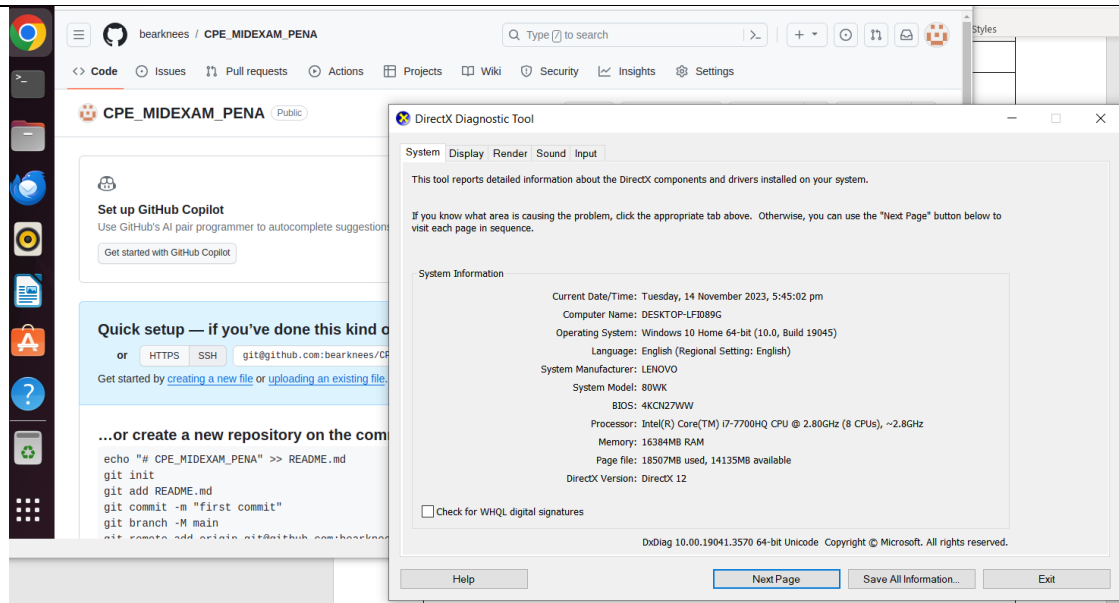 bearknees / CPE_MIDEXAM_PENA
Type / to search
Styles
Code Issues Pull requests Actions Projects Wiki Security Insights Settings
CPE_MIDEXAM_PENA Public
Set up GitHub Copilot
Use GitHub's AI pair programmer to autocomplete suggestions
Get started with GitHub Copilot
Quick setup — if you've done this kind o
or HTTPS SSH git@github.com:bearknees/CP
Get started by creating a new file or uploading an existing file.
…or create a new repository on the com
echo "# CPE_MIDEXAM_PENA" >> README.md
git init
git add README.md
git commit -m "first commit"
git branch -M main
git remote add origin git@github.com:bearknee
DirectX Diagnostic Tool
System Display Render Sound Input
This tool reports detailed information about the DirectX components and drivers installed on your system.
If you know what area is causing the problem, click the appropriate tab above. Otherwise, you can use the "Next Page" button below to
visit each page in sequence.
System Information
Current Date/Time: Tuesday, 14 November 2023, 5:45:02 pm
Computer Name: DESKTOP-LFI089G
Operating System: Windows 10 Home 64-bit (10.0, Build 19045)
Language: English (Regional Setting: English)
System Manufacturer: LENOVO
System Model: 80WK
BIOS: 4KCN27WW
Processor: Intel(R) Core(TM) i7-7700HQ CPU @ 2.80GHz (8 CPUs), ~2.8GHz
Memory: 16384MB RAM
Page file: 18507MB used, 14135MB available
DirectX Version: DirectX 12
Check for WHQL digital signatures
DxDiag 10.00.19041.3570 64-bit Unicode Copyright © Microsoft. All rights reserved.
Help Next Page Save All Information... Exit